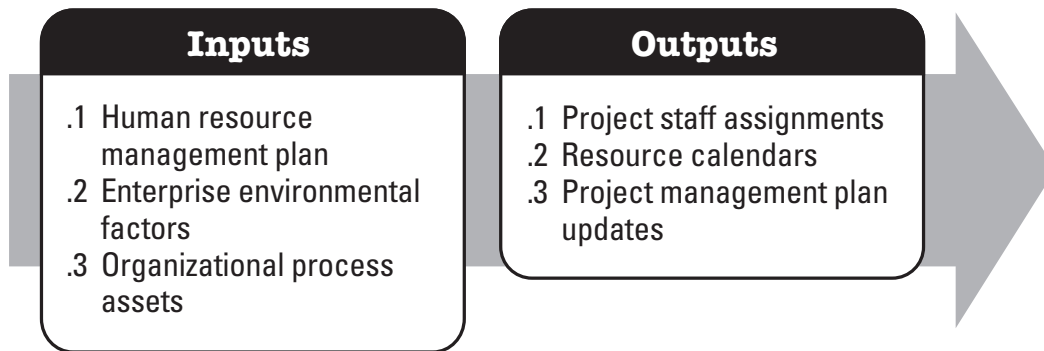 Inputs
.1 Human resource
management plan
.2 Enterprise environmental
factors
.3 Organizational process
assets
Outputs
.1 Project staff assignments
.2 Resource calendars
.3 Project management plan
updates